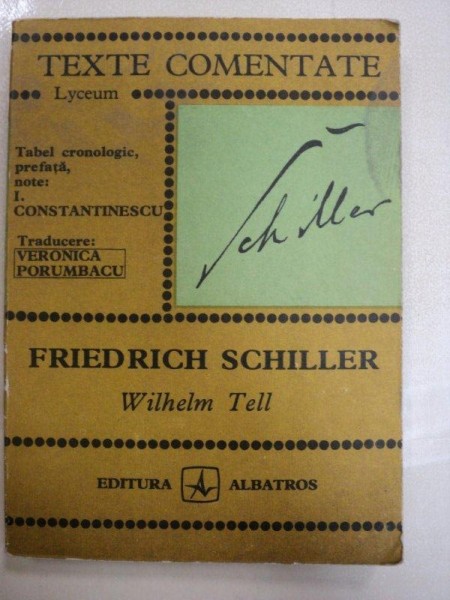 TEXTE COMENTATE
Lyceum
Tabel cronologic,
prefață,
note:
I.
CONSTANTINESCU
Traducere:
VERONICA
PORUMBACU
Schiller
FRIEDRICH SCHILLER
Wilhelm Tell
EDITURA ALBATROS